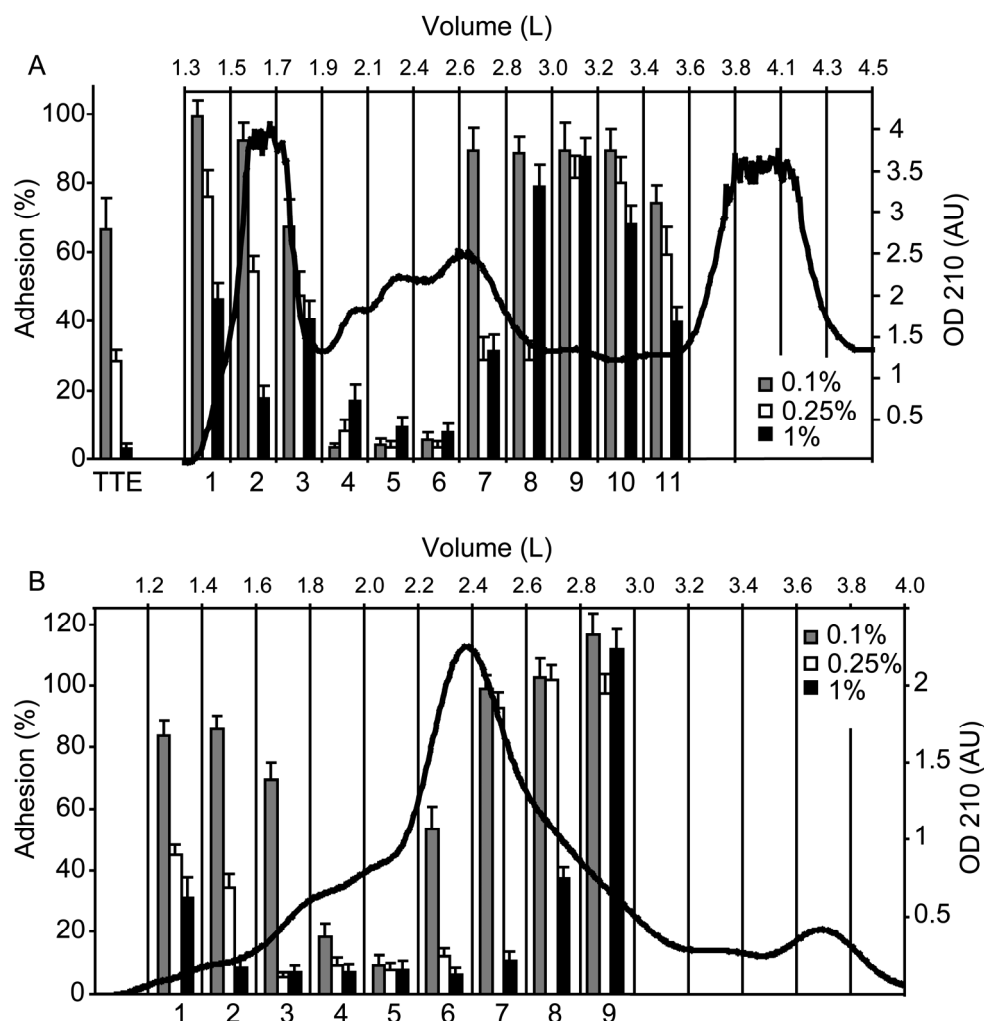 Volume (L)
A
1.3 1.5 1.7 1.9 2.1 2.4 2.6 2.8 3.0 3.2 3.4 3.6 3.8 4.1 4.3 4.5
100
80
60
40
20
0
Adhesion (%)
4
3.5
3
2.5
2
1.5
1
0.5
OD 210 (AU)
0.1%
0.25%
1%
TTE 1 2 3 4 5 6 7 8 9 10 11
Volume (L)
B
1.2 1.4 1.6 1.8 2.0 2.2 2.4 2.6 2.8 3.0 3.2 3.4 3.6 3.8 4.0
120
100
80
60
40
20
0
Adhesion (%)
0.1%
0.25%
1%
2
1.5
1
0.5
OD 210 (AU)
1 2 3 4 5 6 7 8 9